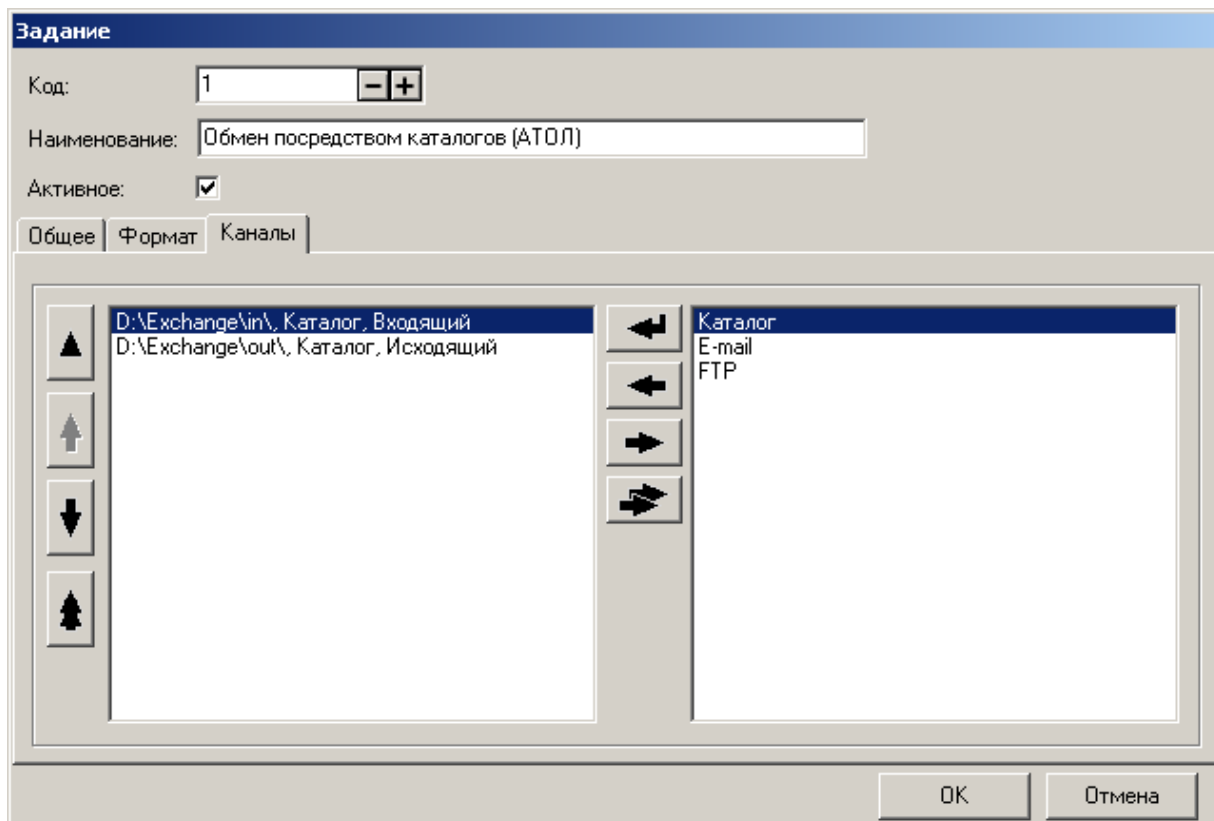 Задание
Код: 1
Наименование: Обмен посредством каталогов (АТОЛ)
Активное:
Общее Формат Каналы
D:\Exchange\in\, Каталог, Входящий
D:\Exchange\out\, Каталог, Исходящий
Каталог
E-mail
FTP
OK Отмена